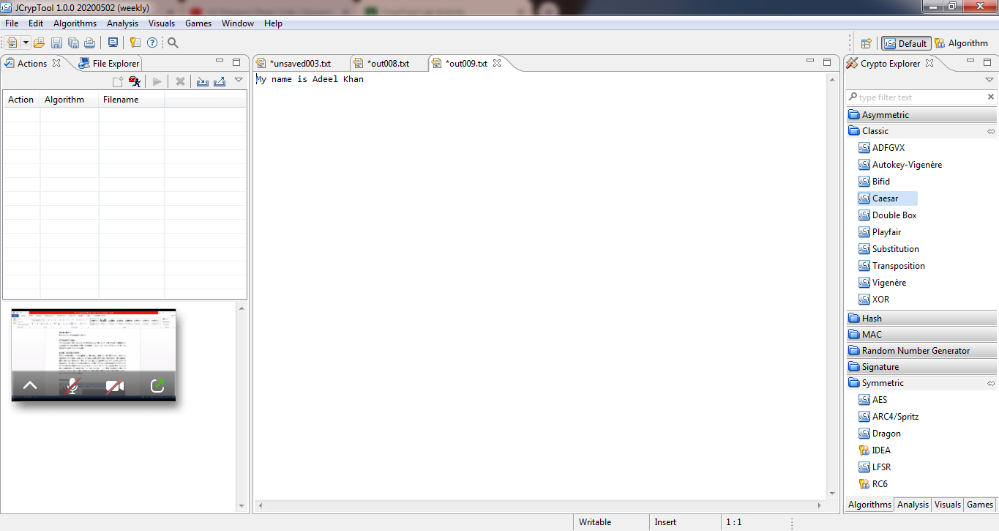 JCrypTool 1.0.0 20200502 (weekly)
File Edit Algorithms Analysis Visuals Games Window Help
Default Algorithm
Actions File Explorer
Action Algorithm Filename
*unsaved003.txt *out008.txt *out009.txt
My name is Adeel Khan
Crypto Explorer
type filter text
Asymmetric
Classic
ADFGVX
Autokey-Vigenère
Bifid
Caesar
Double Box
Playfair
Substitution
Transposition
Vigenère
XOR
Hash
MAC
Random Number Generator
Signature
Symmetric
AES
ARC4/Spritz
Dragon
IDEA
LFSR
RC6
Algorithms Analysis Visuals Games
Writable Insert 1 : 1